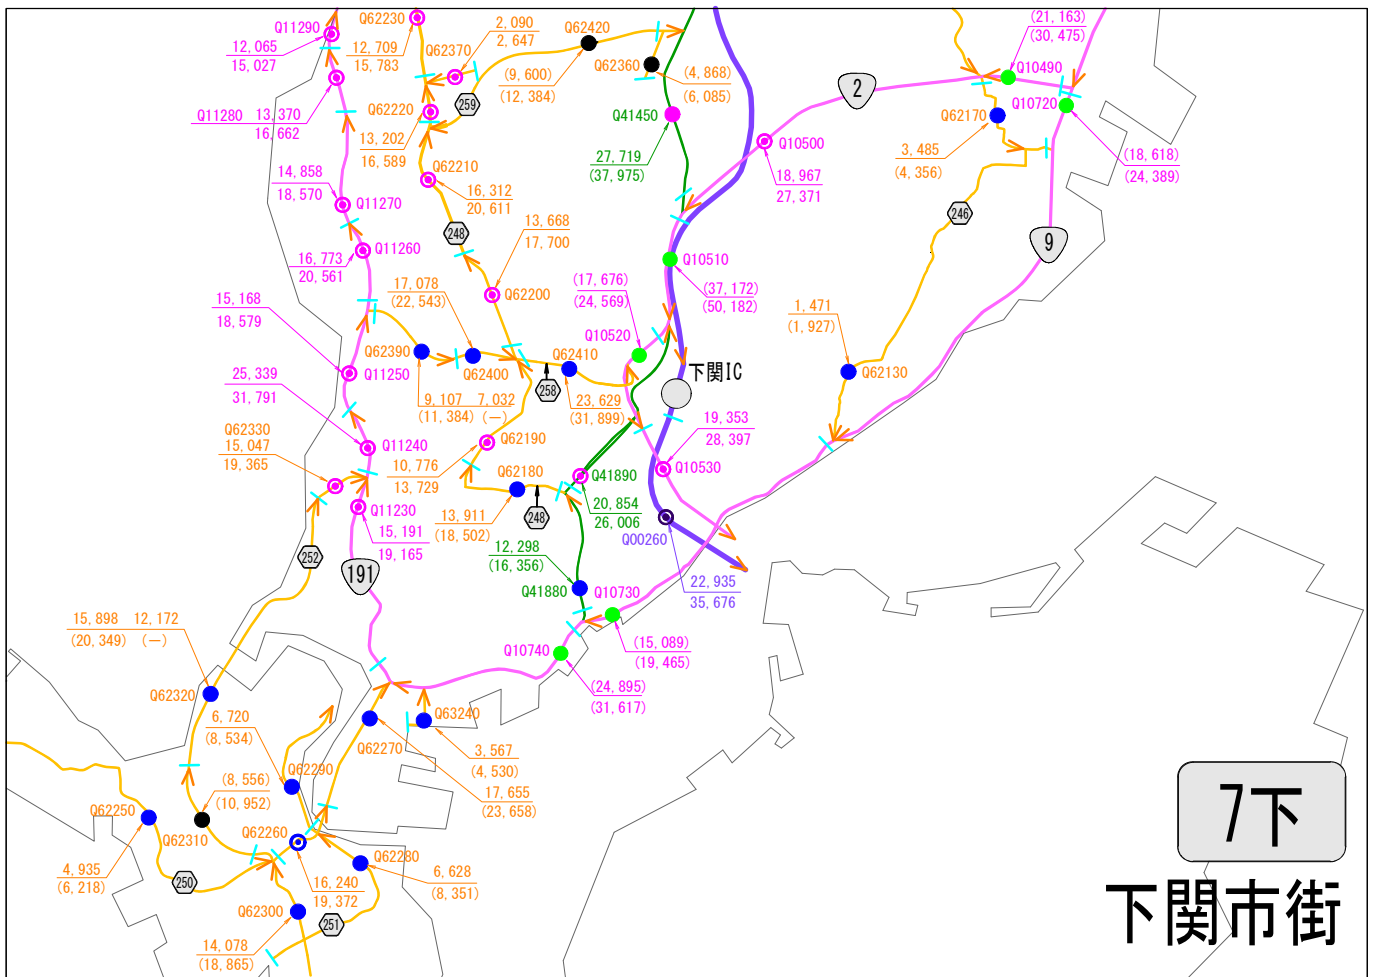 Q11290
12,065
15,027
Q62230
12,709
15,783
Q62370
2,090
2,647
Q62420
(9,600)
(12,384)
Q62360
(4,868)
(6,085)
(21,163)
(30,475)
Q10490
2
Q10720
(18,618)
(24,389)
Q11280 13,370
16,662
Q62220
13,202
16,589
259
Q41450
27,719
(37,975)
Q10500
18,967
27,371
Q62170
3,485
(4,356)
14,858
18,570
Q11270
Q62210
16,312
20,611
248
13,668
17,700
246
9
Q11260
16,773
20,561
17,078
(22,543)
Q62200
(17,676)
(24,569)
Q10510
(37,172)
(50,182)
15,168
18,579
Q11250
Q62390
Q62400
Q62410
Q10520
下関IC
1,471
(1,927)
Q62130
25,339
31,791
9,107 7,032
(11,384) (—)
258
23,629
(31,899)
19,353
28,397
Q62330
15,047
19,365
Q11240
10,776
13,729
Q62190
Q62180
Q41890
20,854
26,006
Q10530
Q11230
15,191
19,165
13,911
(18,502)
248
Q00260
22,935
35,676
252
191
12,298
(16,356)
Q41880
Q10730
(15,089)
(19,465)
15,898 12,172
(20,349) (—)
Q62320
Q10740
(24,895)
(31,617)
6,720
(8,534)
Q62270
Q63240
3,567
(4,530)
17,655
(23,658)
Q62290
(8,556)
(10,952)
Q62250
Q62310
Q62260
Q62280
4,935
(6,218)
250
16,240
19,372
6,628
(8,351)
Q62300
251
14,078
(18,865)
7下
下関市街